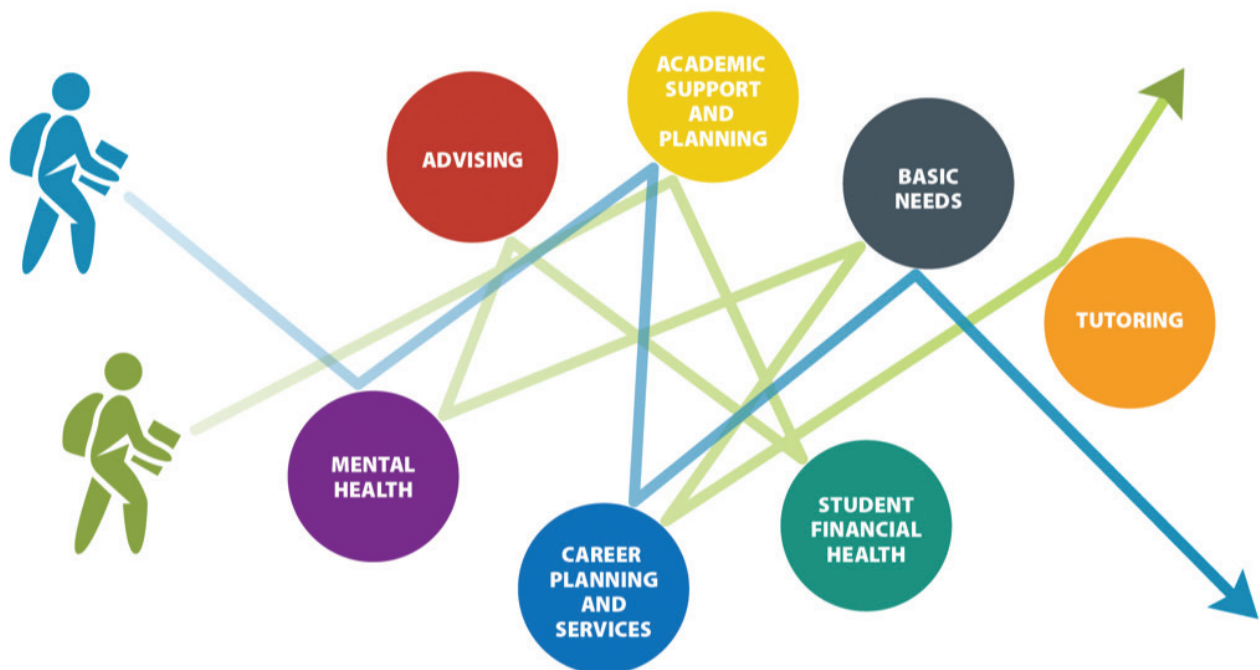 ACADEMIC
SUPPORT
AND
PLANNING
ADVISING
BASIC
NEEDS
TUTORING
MENTAL
HEALTH
STUDENT
FINANCIAL
HEALTH
CAREER
PLANNING
AND
SERVICES